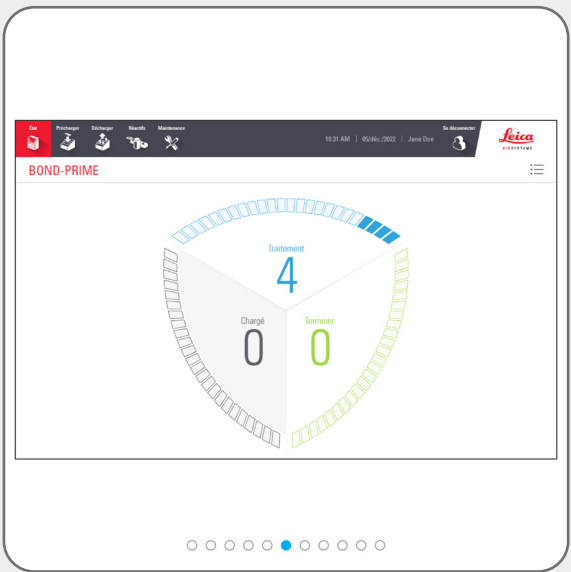 État Précharger Décharger Réactifs Maintenance
10:31 AM | 05/déc./2022 | Jane Doe
Se déconnecter
Leica
BIOSYSTEMS
BOND-PRIME
Traitement
4
Chargé
0
Terminer
0